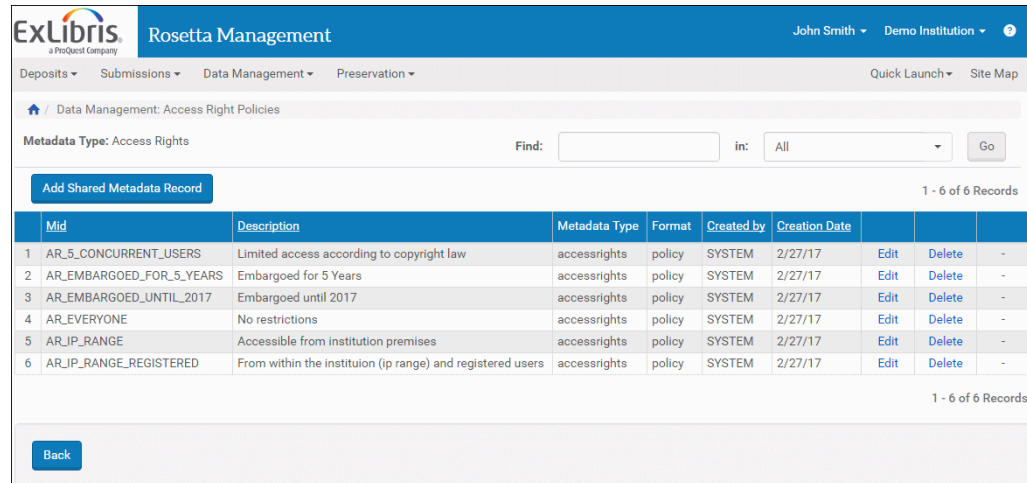 ExLibris® Rosetta Management John Smith Demo Institution ?
a ProQuest Company
Deposits Submissions Data Management Preservation Quick Launch Site Map
/ Data Management: Access Right Policies
Metadata Type: Access Rights Find: in: All Go
Add Shared Metadata Record 1 - 6 of 6 Records
Mid Description Metadata Type Format Created by Creation Date
1 AR_5_CONCURRENT_USERS Limited access according to copyright law accessrights policy SYSTEM 2/27/17 Edit Delete -
2 AR_EMBARGOED_FOR_5_YEARS Embargoed for 5 Years accessrights policy SYSTEM 2/27/17 Edit Delete -
3 AR_EMBARGOED_UNTIL_2017 Embargoed until 2017 accessrights policy SYSTEM 2/27/17 Edit Delete -
4 AR_EVERYONE No restrictions accessrights policy SYSTEM 2/27/17 Edit Delete -
5 AR_IP_RANGE Accessible from institution premises accessrights policy SYSTEM 2/27/17 Edit Delete -
6 AR_IP_RANGE_REGISTERED From within the instituion (ip range) and registered users accessrights policy SYSTEM 2/27/17 Edit Delete -
1 - 6 of 6 Records
Back